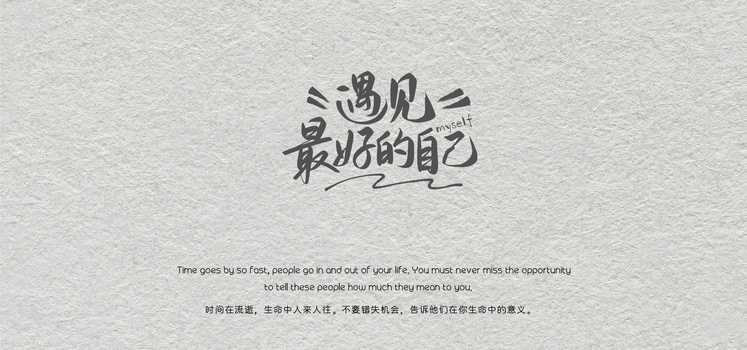 遇见
myself
最好的自己
Time goes by so fast, people go in and out of your life. You must never miss the opportunity
to tell these people how much they mean to you.
时间在流逝，生命中人来人往。不要错失机会，告诉他们在你生命中的意义。